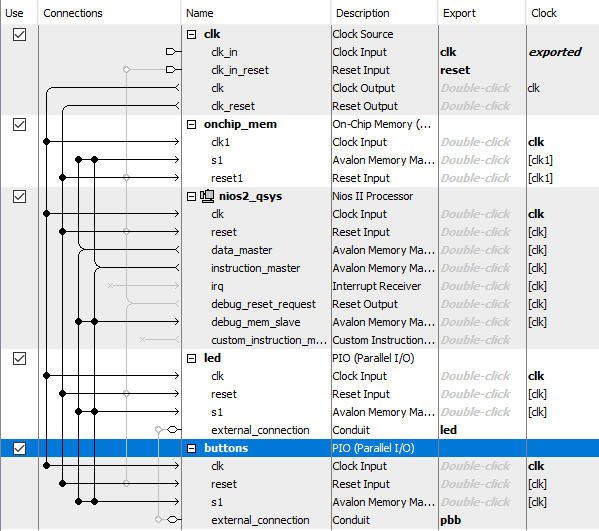 Use Connections Name Description Export Clock
clk Clock Source
clk_in Clock Input clk exported
clk_in_reset Reset Input reset
clk Clock Output Double-click clk
clk_reset Reset Output Double-click
onchip_mem On-Chip Memory (...
clk1 Clock Input Double-click clk
s1 Avalon Memory Ma... Double-click [clk1]
reset1 Reset Input Double-click [clk1]
nios2_qsys Nios II Processor
clk Clock Input Double-click clk
reset Reset Input Double-click [clk]
data_master Avalon Memory Ma... Double-click [clk]
instruction_master Avalon Memory Ma... Double-click [clk]
irq Interrupt Receiver Double-click [clk]
debug_reset_request Reset Output Double-click [clk]
debug_mem_slave Avalon Memory Ma... Double-click [clk]
custom_instruction_m... Custom Instruction... Double-click
led PIO (Parallel I/O)
clk Clock Input Double-click clk
reset Reset Input Double-click [clk]
s1 Avalon Memory Ma... Double-click [clk]
external_connection Conduit led
buttons PIO (Parallel I/O)
clk Clock Input Double-click clk
reset Reset Input Double-click [clk]
s1 Avalon Memory Ma... Double-click [clk]
external_connection Conduit pbb